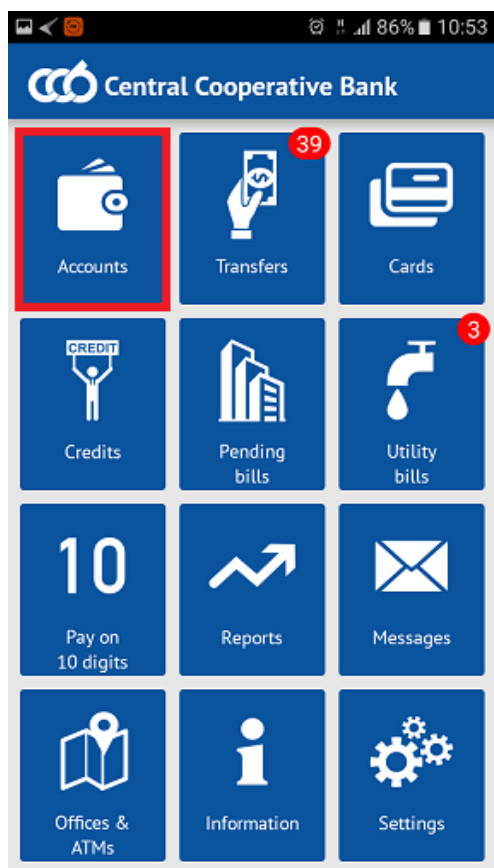 86% 10:53
Central Cooperative Bank
39
Accounts Transfers Cards
3
CREDIT
Credits Pending bills Utility bills
10
Pay on 10 digits Reports Messages
Offices & ATMs Information Settings